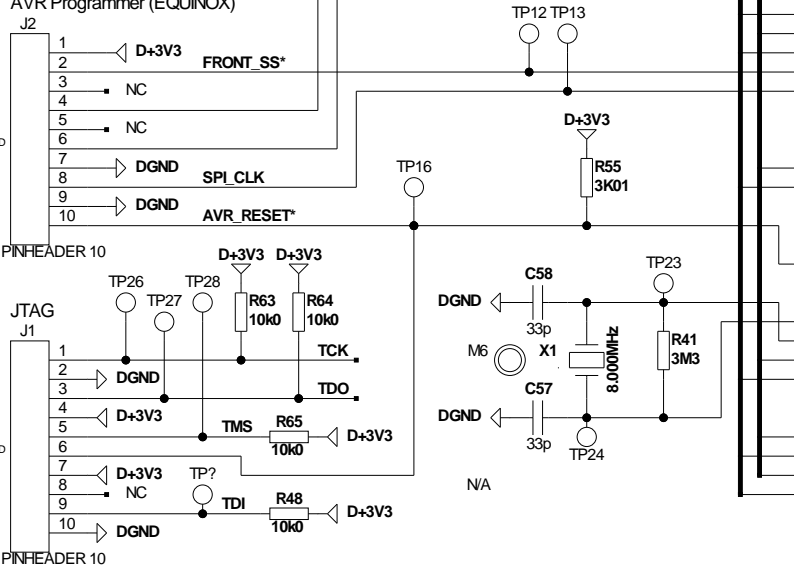 AVR Programmer (EQUINOX)
J2
1
D+3V3
2
FRONT_SS*
3
NC
4
5
NC
6
7
DGND
8
SPI_CLK
9
DGND
10
AVR_RESET*
PINHEADER 10
TP12 TP13
D+3V3
R55
3K01
TP16
D+3V3 D+3V3
TP26
TP27
TP28
R63
10k0
R64
10k0
JTAG
J1
1
TCK
2
DGND
3
TDO
4
D+3V3
5
TMS
R65
10k0
D+3V3
6
7
D+3V3
8
NC
TP?
9
TDI
R48
10k0
D+3V3
10
DGND
PINHEADER 10
TP23
C58
DGND
33p
M6
X1
8.000MHz
R41
3M3
C57
DGND
33p
TP24
N/A